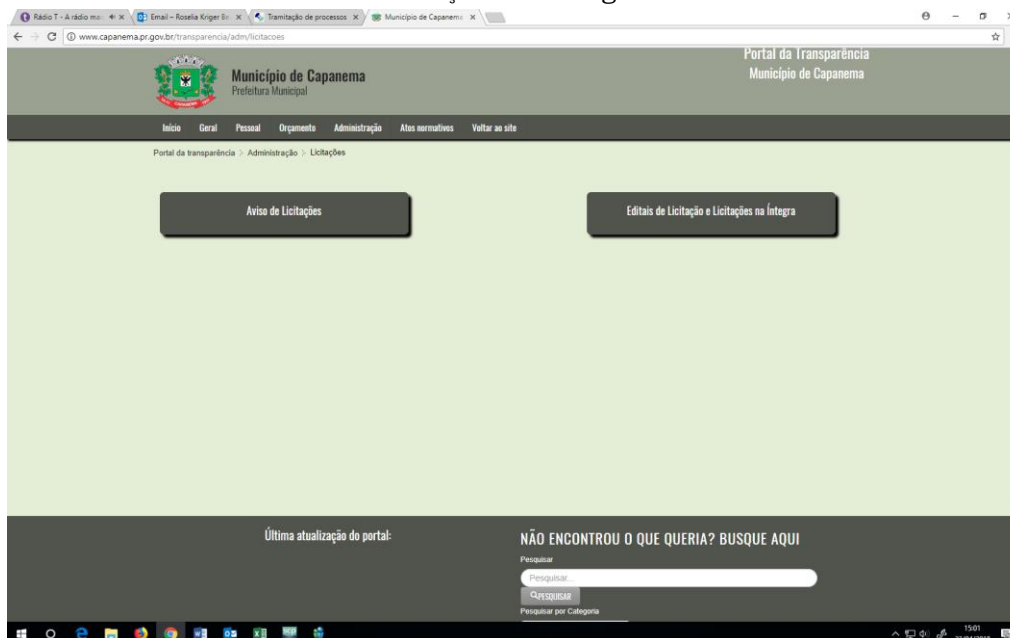 Rádio T - A rádio ma
Email – Roselia Kriger Be
Tramitação de processos
Município de Capanema
www.capanema.pr.gov.br/transparencia/adm/licitacoes
Município de Capanema
Prefeitura Municipal
Portal da Transparência
Município de Capanema
Início Geral Pessoal Orçamento Administração Atos normativos Voltar ao site
Portal da transparência > Administração > Licitações
Aviso de Licitações
Editais de Licitação e Licitações na Íntegra
Última atualização do portal:
NÃO ENCONTROU O QUE QUERIA? BUSQUE AQUI
Pesquisar
Pesquisar...
PESQUISAR
Pesquisar por Categoria
15:01